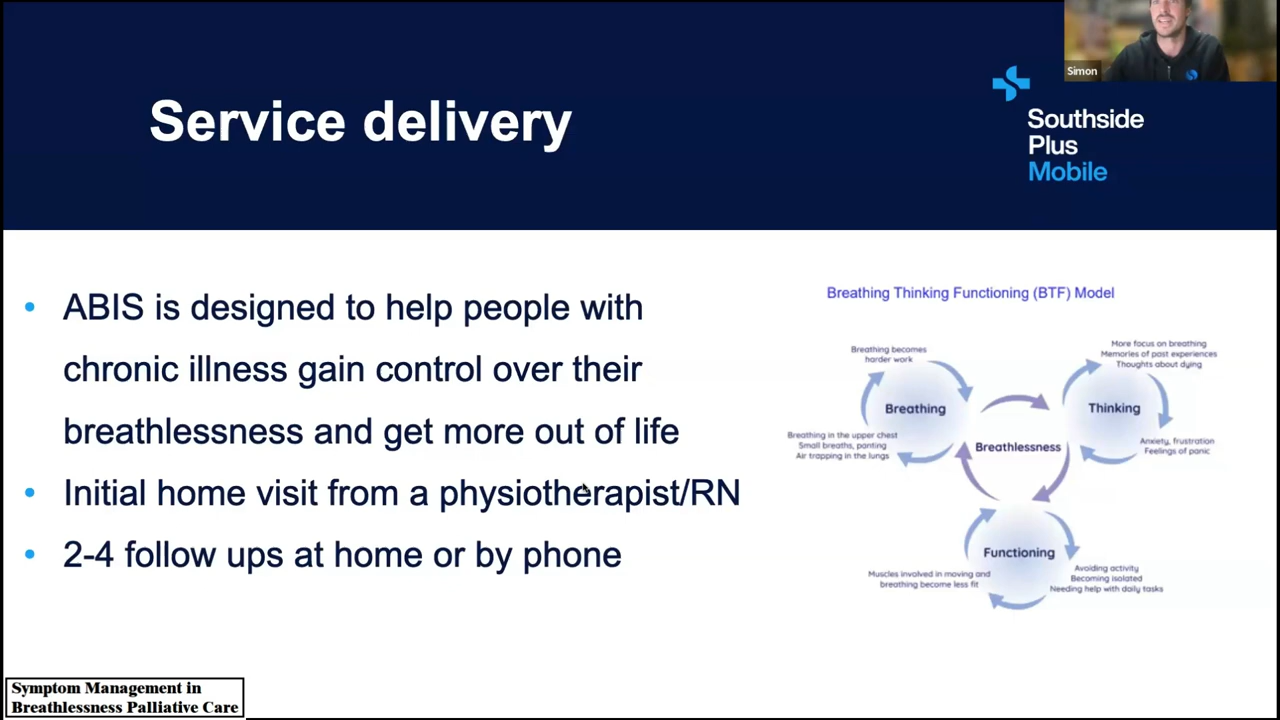 Simon
Service delivery
Southside
Plus
Mobile
• ABIS is designed to help people with
chronic illness gain control over their
breathlessness and get more out of life
• Initial home visit from a physiotherapist/RN
• 2-4 follow ups at home or by phone
Breathing Thinking Functioning (BTF) Model
Breathing becomes
harder work
Breathing
Breathing in the upper chest
Small breaths, panting
Air trapping in the lungs
More focus on breathing
Memories of past experiences
Thoughts about dying
Thinking
Anxiety, frustration
Feelings of panic
Breathlessness
Functioning
Muscles involved in moving and
breathing become less fit
Avoiding activity
Becoming isolated
Needing help with daily tasks
Symptom Management in
Breathlessness Palliative Care